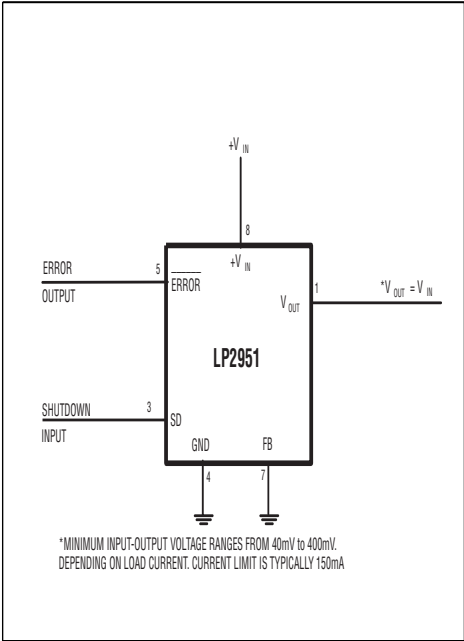 +V IN
8
+V IN
ERROR
5
ERROR
OUTPUT
1
*V OUT = V IN
V OUT
LP2951
SHUTDOWN
3
SD
INPUT
GND
FB
4
7
*MINIMUM INPUT-OUTPUT VOLTAGE RANGES FROM 40mV to 400mV.
DEPENDING ON LOAD CURRENT. CURRENT LIMIT IS TYPICALLY 150mA